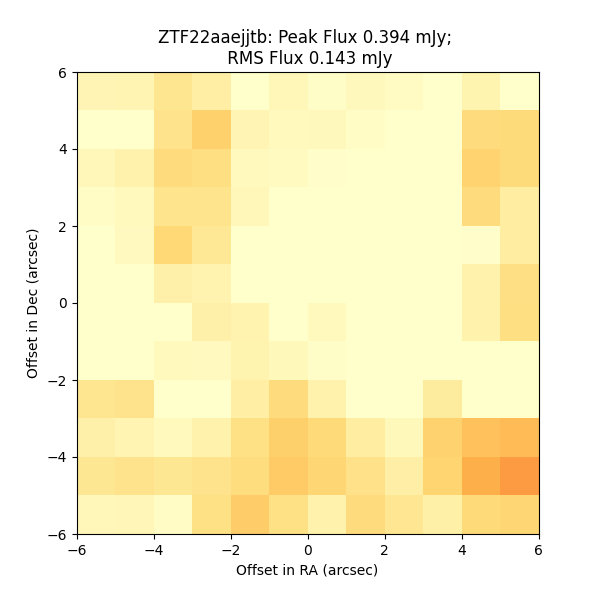 ZTF22aaejjtb: Peak Flux 0.394 mJy;
RMS Flux 0.143 mJy
6
4
2
0
−2
−4
−6
Offset in Dec (arcsec)
−6 −4 −2 0 2 4 6
Offset in RA (arcsec)